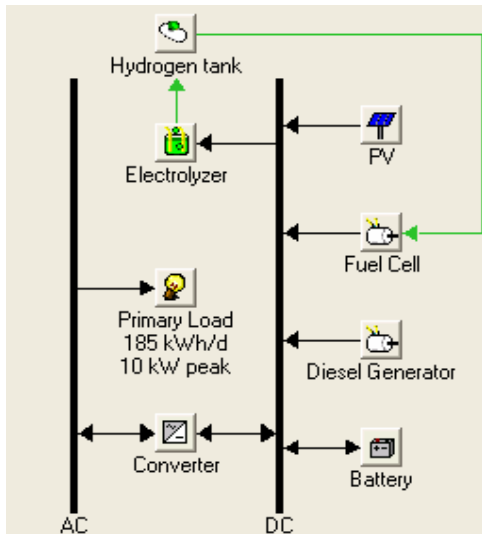 Hydrogen tank
Electrolyzer
PV
Fuel Cell
Primary Load
185 kWh/d
10 kW peak
Diesel Generator
Converter
Battery
AC
DC